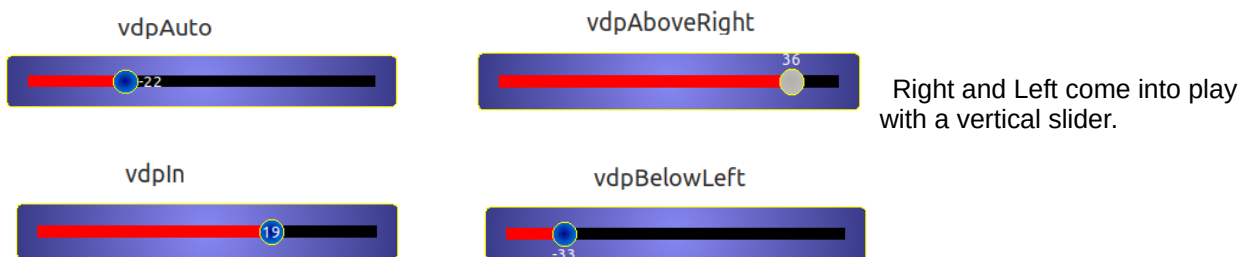 vdpAuto
-22
vdpAboveRight
36
Right and Left come into play
with a vertical slider.
vdpIn
19
vdpBelowLeft
-33